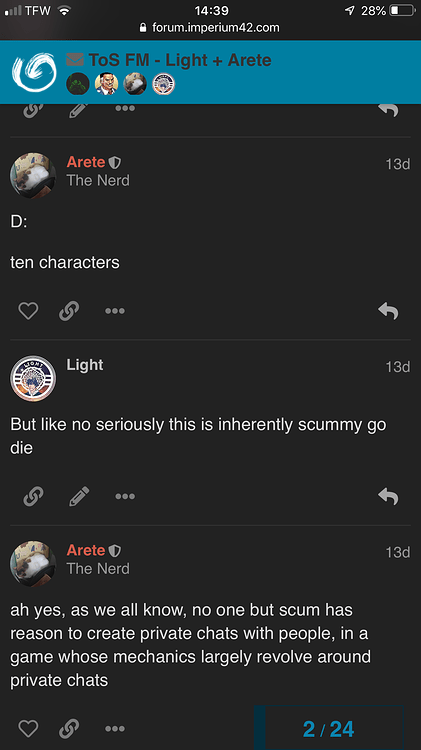 TFW 14:39 28%
forum.imperium42.com
ToS FM - Light + Arete
Arete 13d
The Nerd
D:
ten characters
Light 13d
But like no seriously this is inherently scummy go
die
Arete 13d
The Nerd
ah yes, as we all know, no one but scum has
reason to create private chats with people, in a
game whose mechanics largely revolve around
private chats
2 / 24